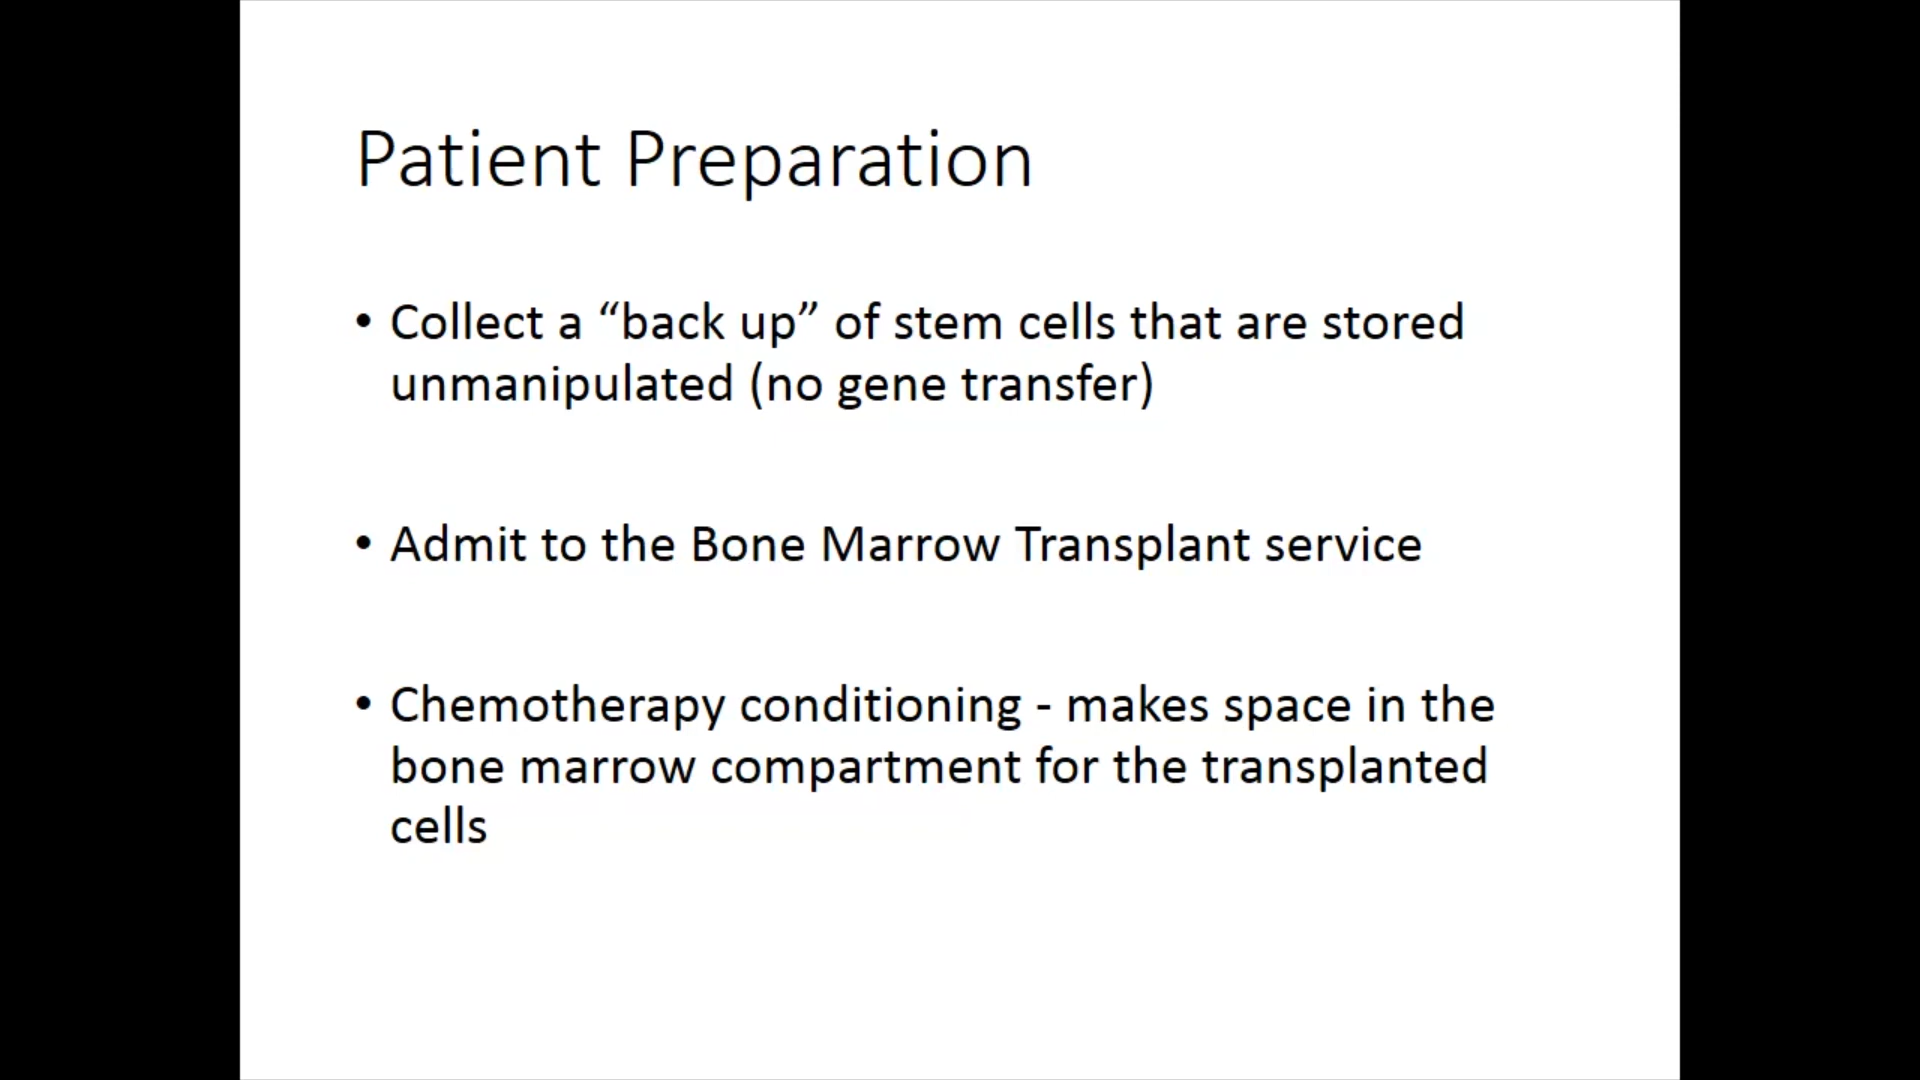 Patient Preparation
• Collect a “back up” of stem cells that are stored
unmanipulated (no gene transfer)
• Admit to the Bone Marrow Transplant service
• Chemotherapy conditioning - makes space in the
bone marrow compartment for the transplanted
cells